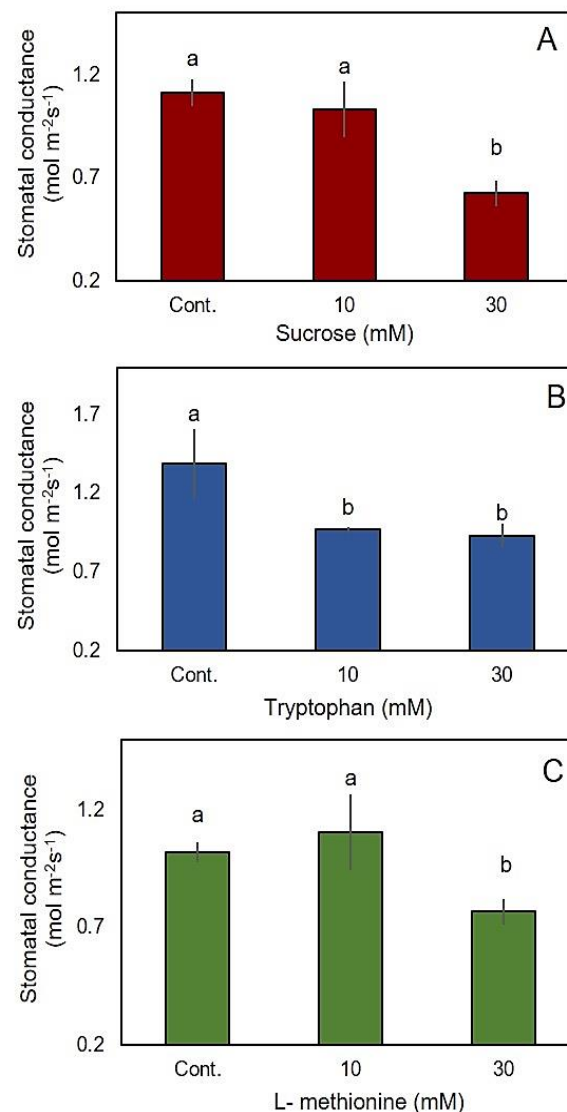 A
Stomatal conductance
(mol m-2s-1)
1.2
0.7
0.2
a
a
b
Cont.
10
30
Sucrose (mM)
B
Stomatal conductance
(mol m-2s-1)
1.7
1.2
0.7
0.2
a
b
b
Cont.
10
30
Tryptophan (mM)
C
Stomatal conductance
(mol m-2s-1)
1.2
0.7
0.2
a
a
b
Cont.
10
30
L- methionine (mM)